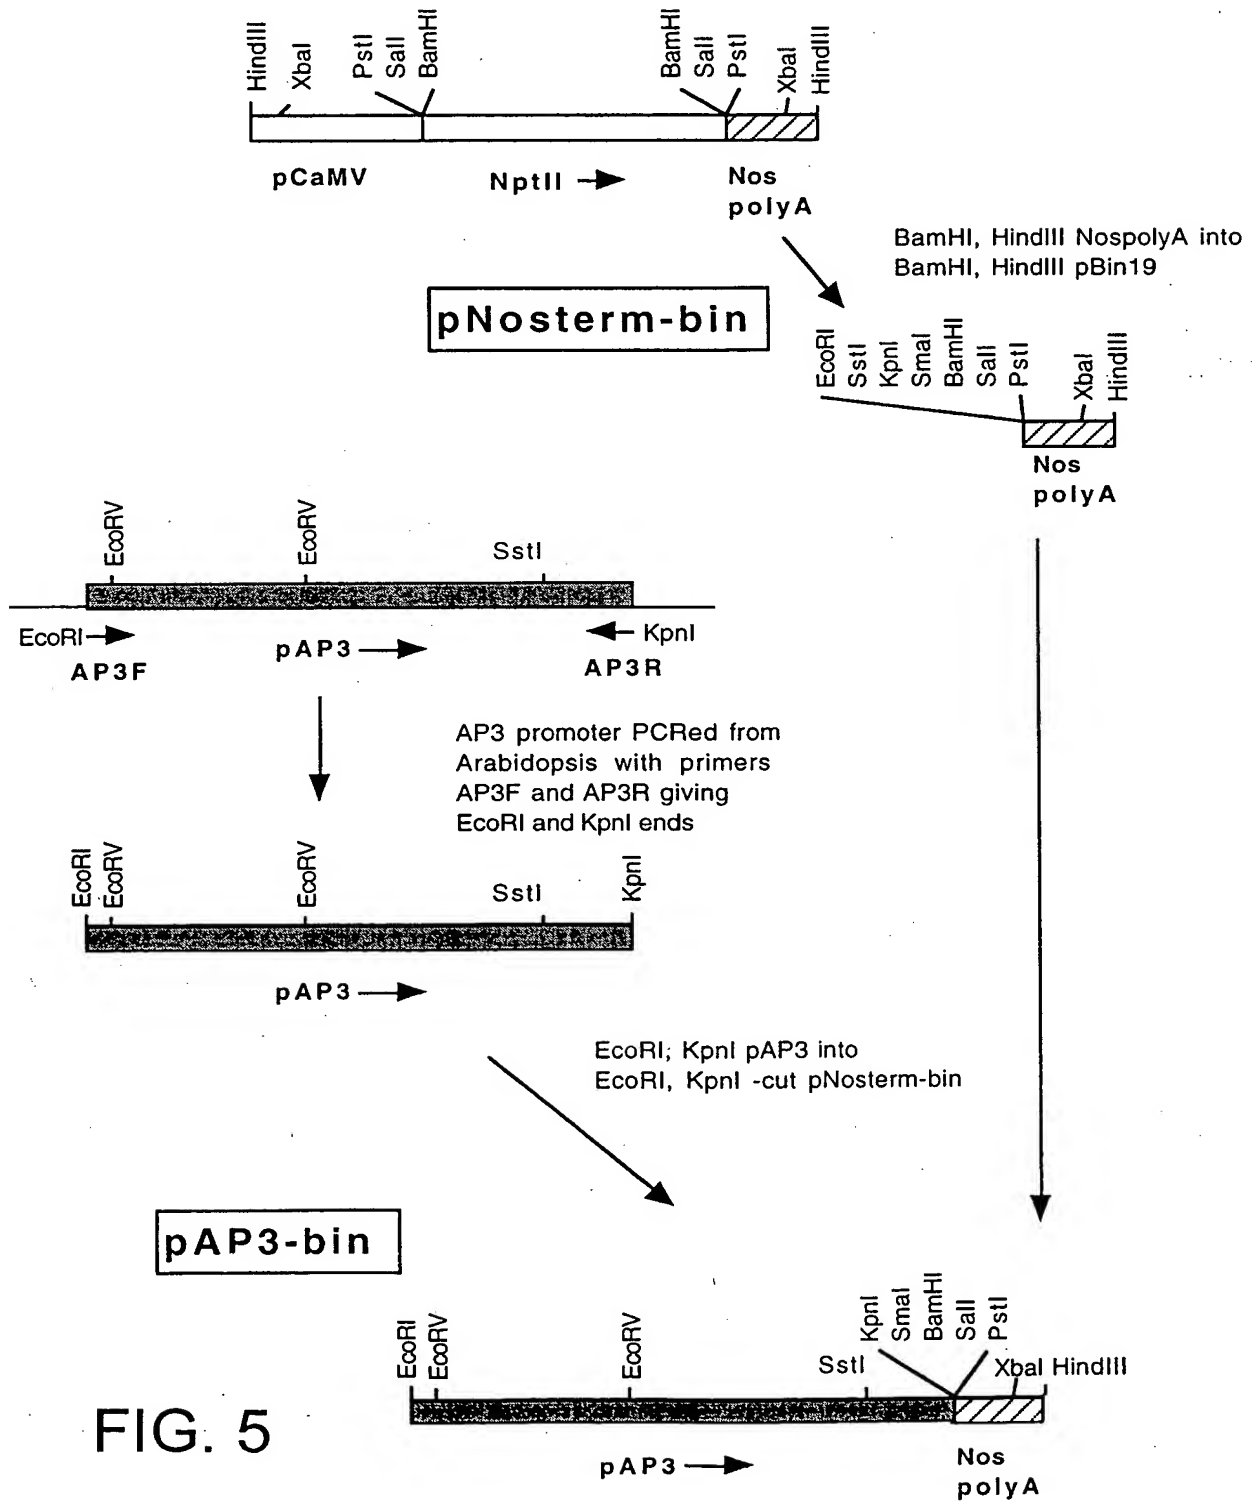 HindIII XbaI PstI SalI BamHI BamHI SalI PstI XbaI HindIII
pCaMV NptII Nos
polyA
BamHI, HindIII NospolyA into
BamHI, HindIII pBin19
pNosterm-bin
EcoRI SstI KpnI SmaI BamHI SalI PstI XbaI HindIII
Nos
polyA
EcoRV EcoRV SstI
EcoRI pAP3 KpnI
AP3F AP3R
AP3 promoter PCRed from
Arabidopsis with primers
AP3F and AP3R giving
EcoRI and KpnI ends
EcoRI EcoRV EcoRV SstI KpnI
pAP3
EcoRI; KpnI pAP3 into
EcoRI, KpnI -cut pNosterm-bin
pAP3-bin
KpnI SmaI BamHI SalI PstI
EcoRI EcoRV EcoRV SstI XbaI HindIII
FIG. 5
pAP3 Nos
polyA